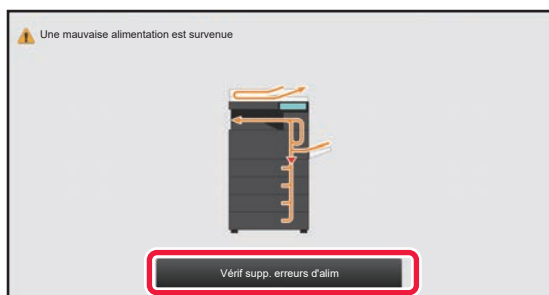 Une mauvaise alimentation est survenue
Vérif supp. erreurs d'alim